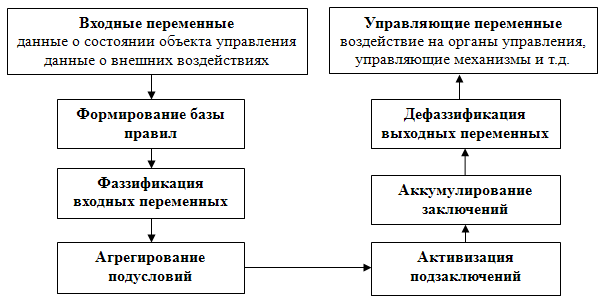 Входные переменные
данные о состоянии объекта управления
данные о внешних воздействиях
Формирование базы
правил
Фаззификация
входных переменных
Агрегирование
подусловий
Активизация
подзаключений
Аккумулирование
заключений
Дефаззификация
выходных переменных
Управляющие переменные
воздействие на органы управления,
управляющие механизмы и т.д.